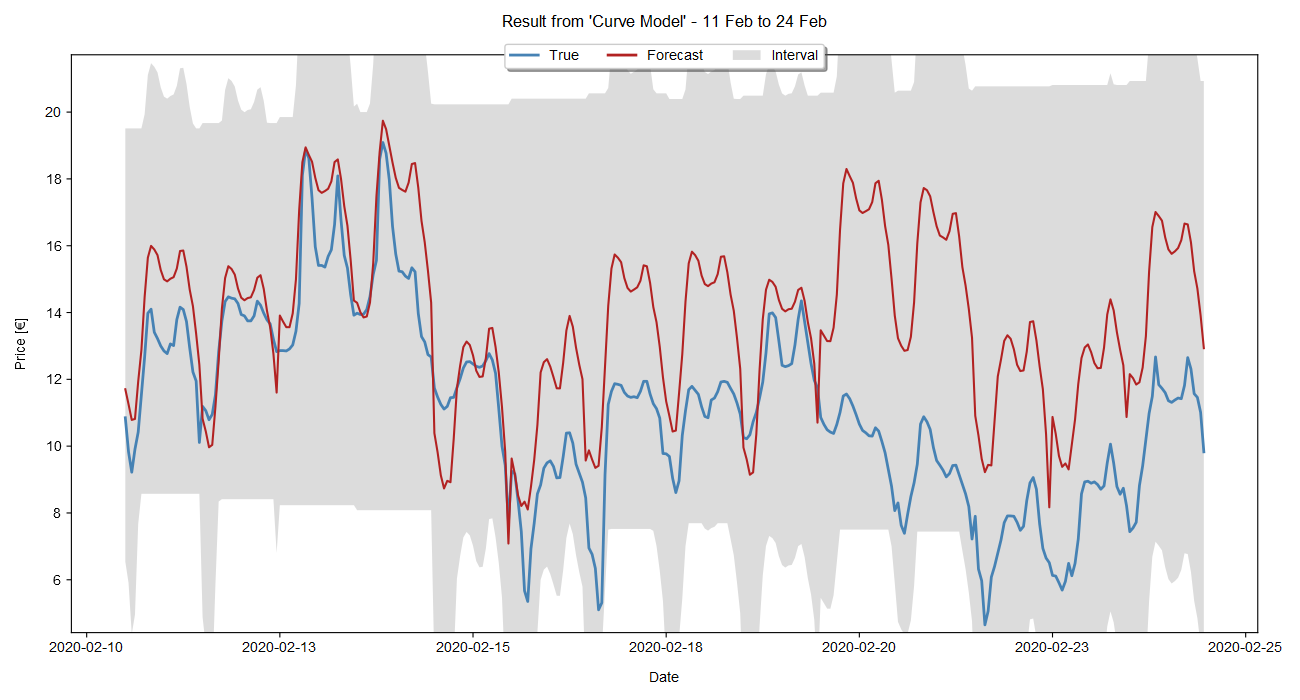 Result from 'Curve Model' - 11 Feb to 24 Feb
True Forecast Interval
Price [€]
20
18
16
14
12
10
8
6
2020-02-10 2020-02-13 2020-02-15 2020-02-18 2020-02-20 2020-02-23 2020-02-25
Date